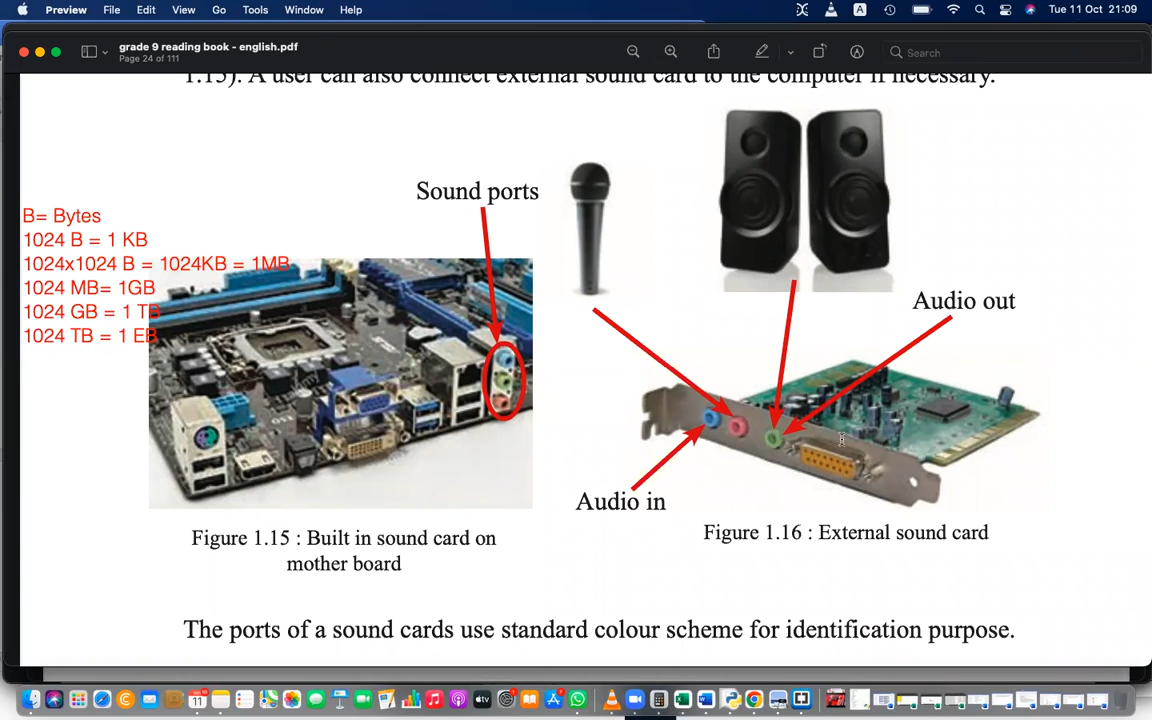 Preview File Edit View Go Tools Window Help Tue 11 Oct 21:09
grade 9 reading book - english.pdf
Page 24 of 111
Search
1.15). A user can also connect external sound card to the computer if necessary.
Sound ports
B= Bytes
1024 B = 1 KB
1024x1024 B = 1024KB = 1MB
1024 MB= 1GB
1024 GB = 1 TB
1024 TB = 1 EB
Audio out
Audio in
Figure 1.15 : Built in sound card on
mother board
Figure 1.16 : External sound card
The ports of a sound cards use standard colour scheme for identification purpose.